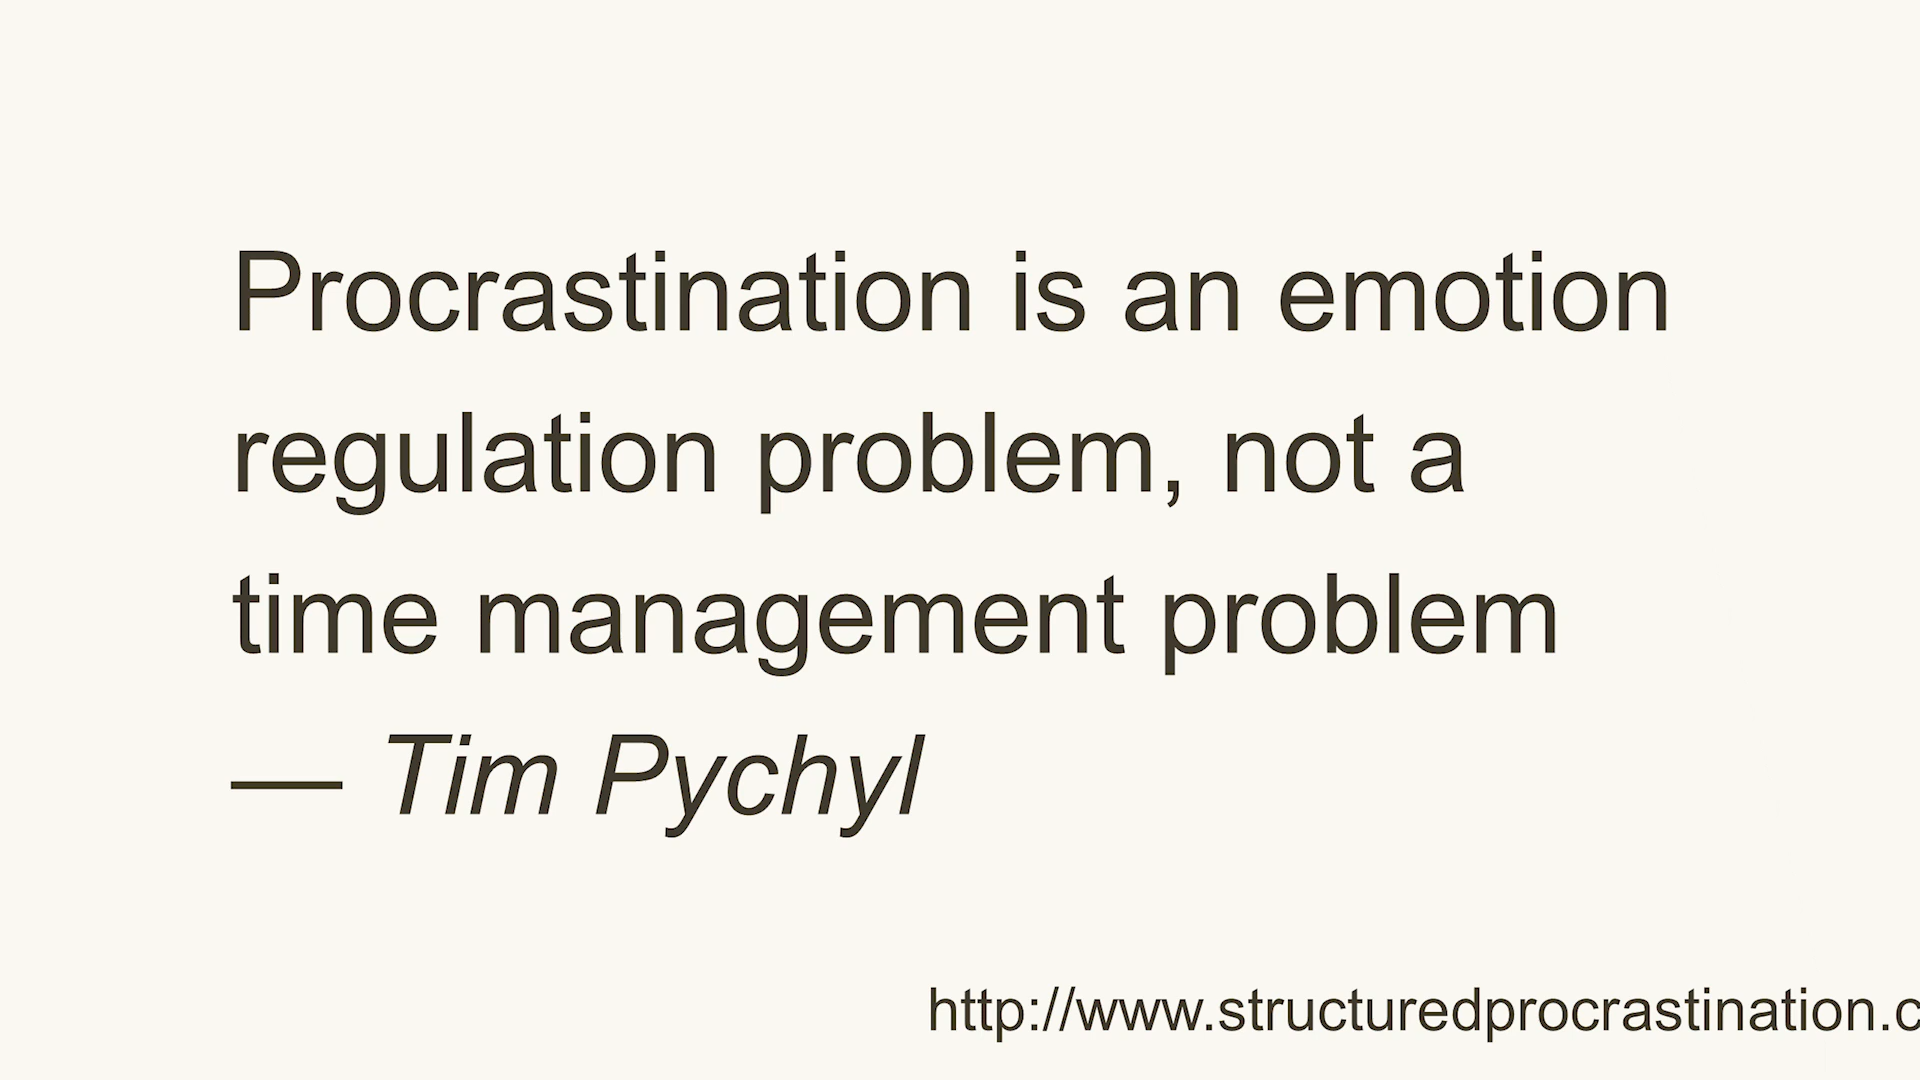 Procrastination is an emotion
regulation problem, not a
time management problem
— Tim Pychyl
http://www.structuredprocrastination.c